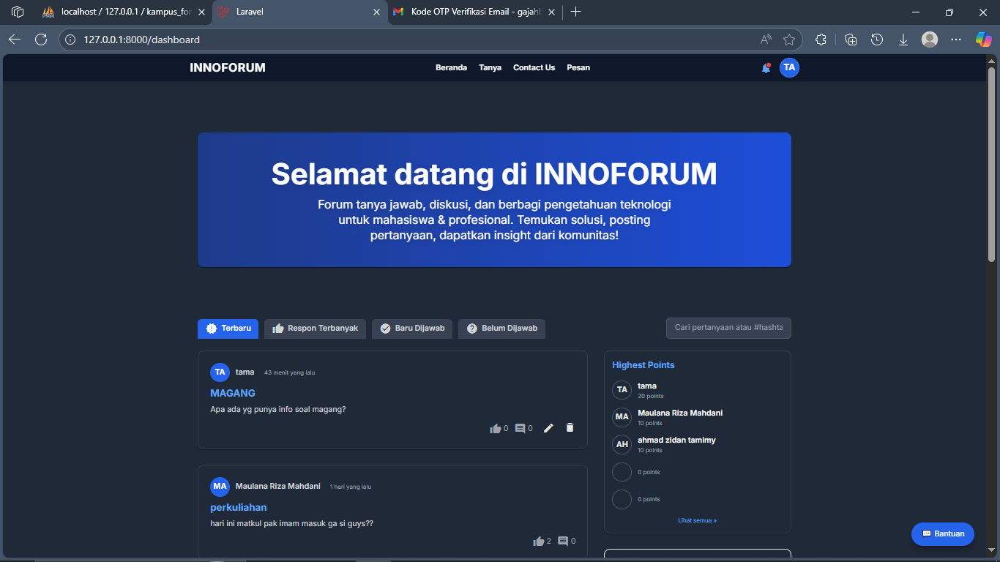 localhost / 127.0.0.1 / kampus_for
Laravel
Kode OTP Verifikasi Email - gajahb
127.0.0.1:8000/dashboard
INNOFORUM
Beranda Tanya Contact Us Pesan
TA
Selamat datang di INNOFORUM
Forum tanya jawab, diskusi, dan berbagi pengetahuan teknologi
untuk mahasiswa & profesional. Temukan solusi, posting
pertanyaan, dapatkan insight dari komunitas!
Terbaru Respon Terbanyak Baru Dijawab Belum Dijawab
Cari pertanyaan atau #hashta
TA tama 43 menit yang lalu
MAGANG
Apa ada yg punya info soal magang?
0 0
MA Maulana Riza Mahdani 1 hari yang lalu
perkuliahan
hari ini matkul pak imam masuk ga si guys??
2 0
Highest Points
TA tama
20 points
MA Maulana Riza Mahdani
10 points
AH ahmad zidan tamimy
10 points
0 points
0 points
Lihat semua »
Bantuan